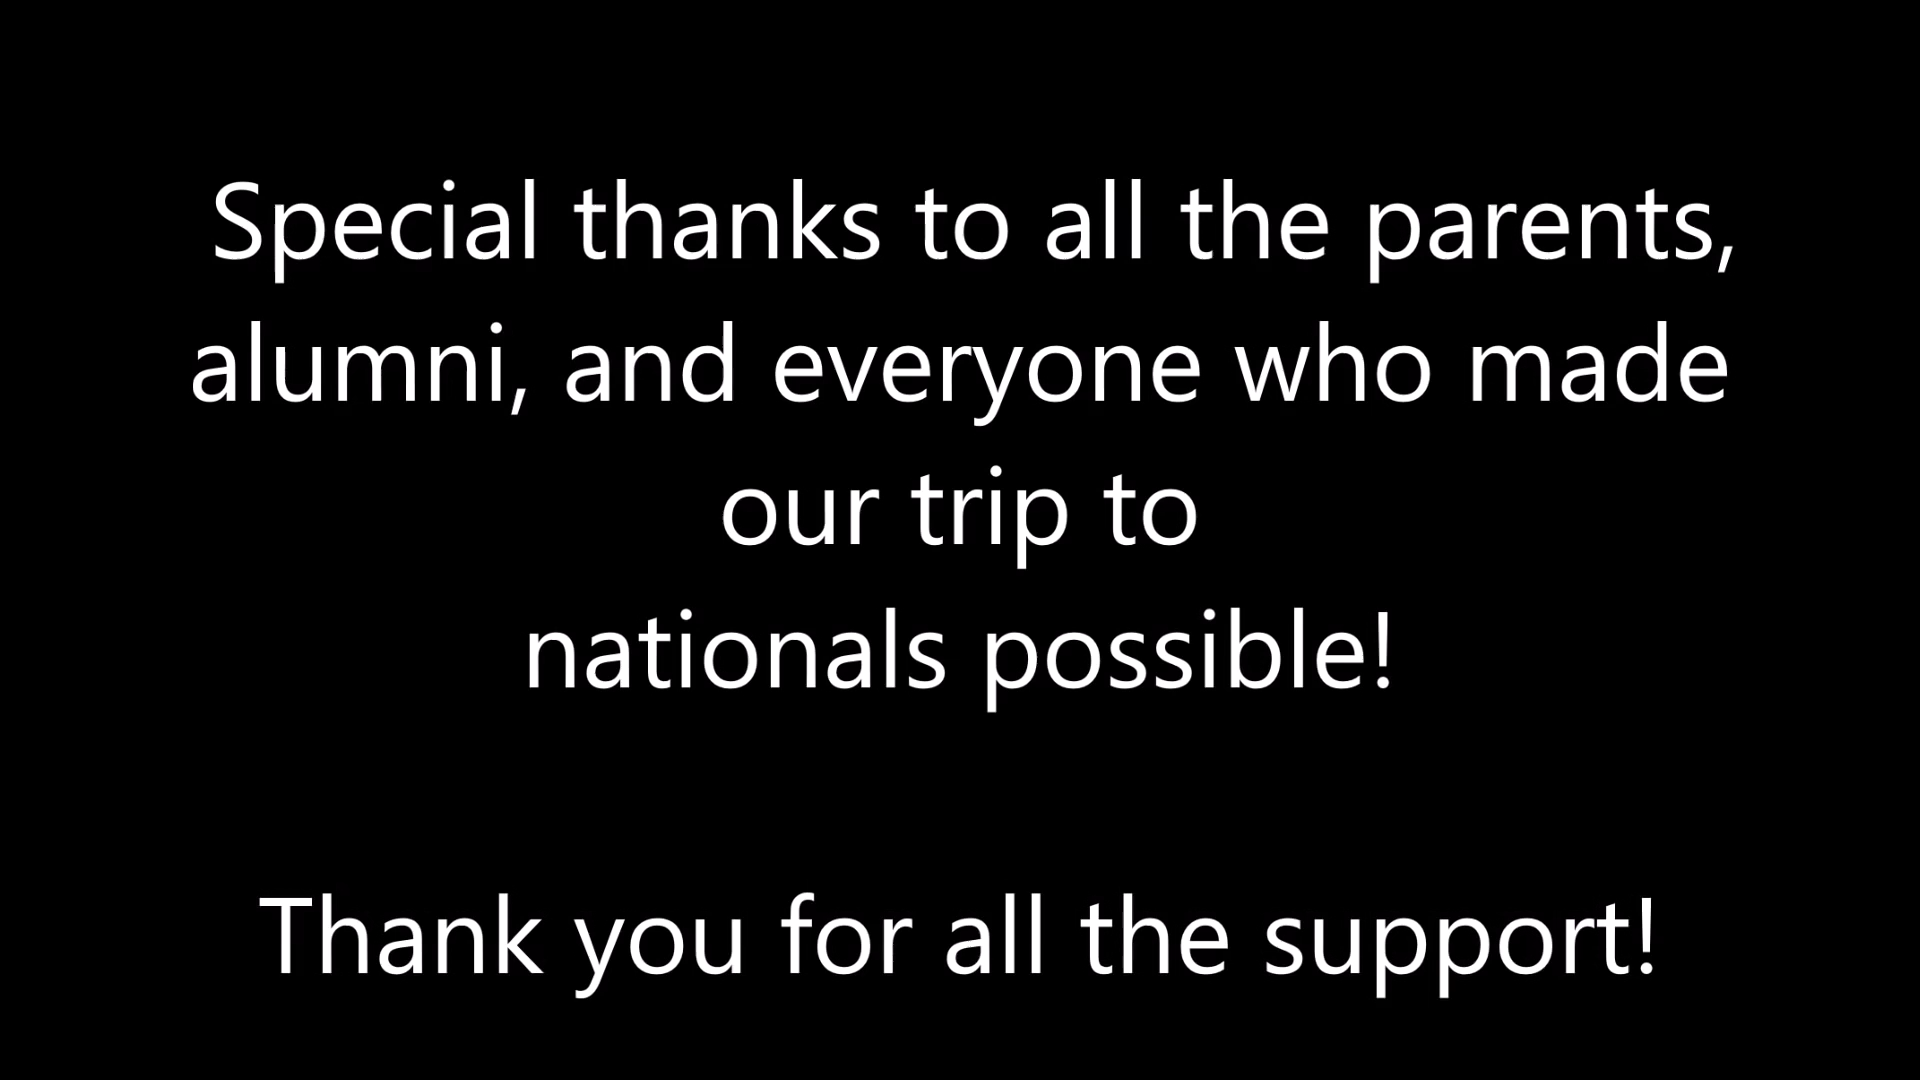 Special thanks to all the parents,
alumni, and everyone who made
our trip to
nationals possible!
Thank you for all the support!